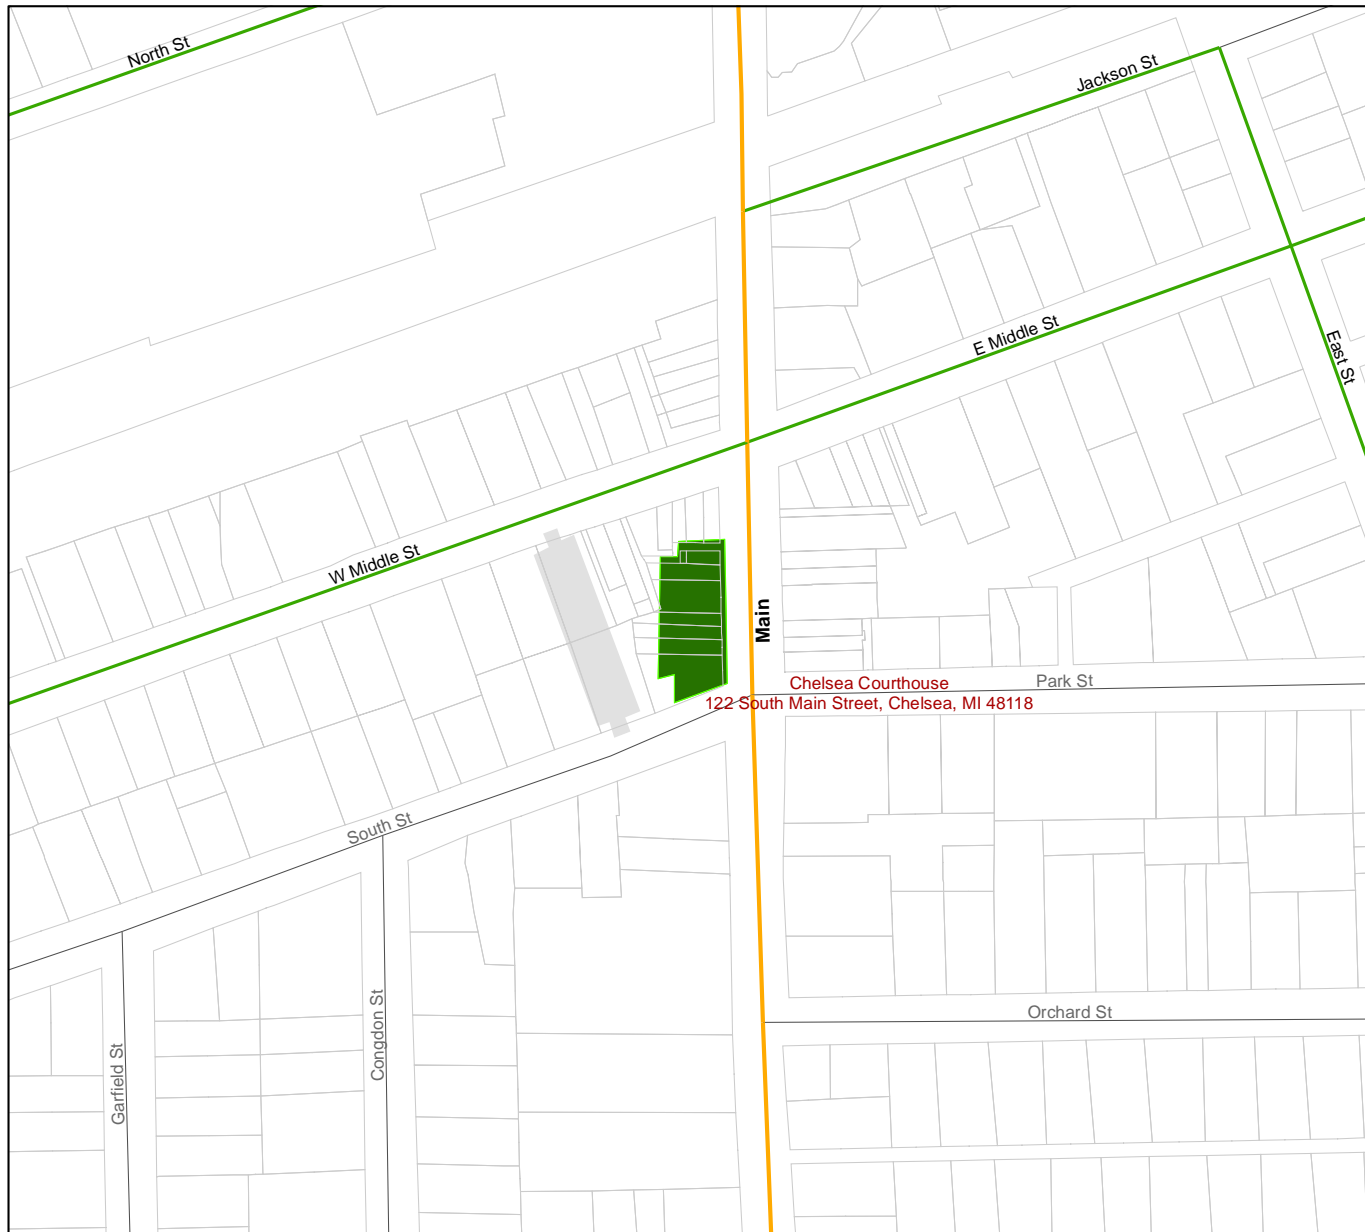 North St
Jackson St
E Middle St
East St
W Middle St
Main
Chelsea Courthouse
Park St
122 South Main Street, Chelsea, MI 48118
South St
Orchard St
Congdon St
Garfield St